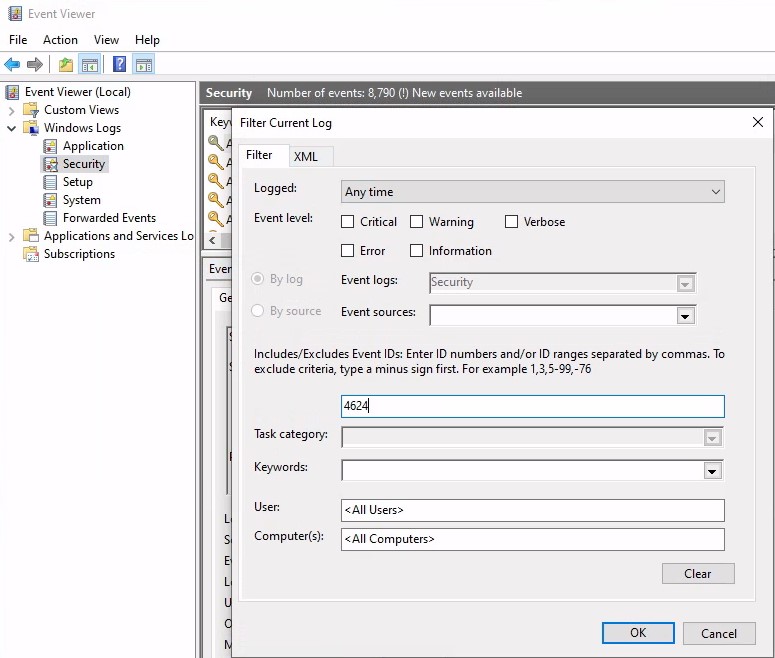 Event Viewer
File Action View Help
Event Viewer (Local)
Custom Views
Windows Logs
Application
Security
Setup
System
Forwarded Events
Applications and Services Lo
Subscriptions
Security Number of events: 8,790 (!) New events available
Filter Current Log
Filter XML
Logged: Any time
Event level: Critical Warning Verbose
Error Information
By log Event logs: Security
By source Event sources:
Includes/Excludes Event IDs: Enter ID numbers and/or ID ranges separated by commas. To
exclude criteria, type a minus sign first. For example 1,3,5-99,-76
4624
Task category:
Keywords:
User: <All Users>
Computer(s): <All Computers>
Clear
OK Cancel